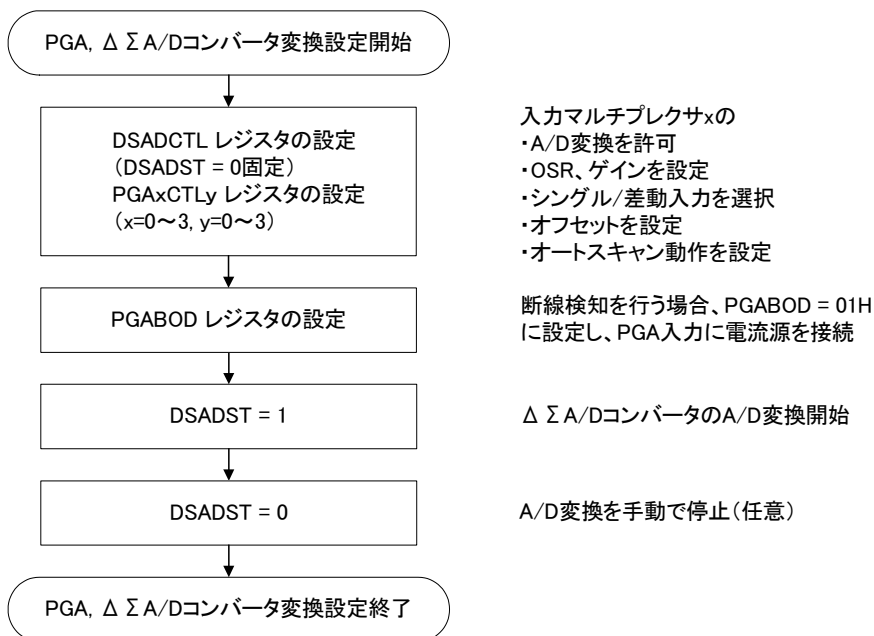 PGA, ΔΣA/Dコンバータ変換設定開始
DSADCTL レジスタの設定
（DSADST = 0固定）
PGAxCTLy レジスタの設定
（x=0～3, y=0～3）
入力マルチプレクサxの
・A/D変換を許可
・OSR、ゲインを設定
・シングル/差動入力を選択
・オフセットを設定
・オートスキャン動作を設定
PGABOD レジスタの設定
断線検知を行う場合、PGABOD = 01H
に設定し、PGA入力に電流源を接続
DSADST = 1
ΔΣA/DコンバータのA/D変換開始
DSADST = 0
A/D変換を手動で停止（任意）
PGA, ΔΣA/Dコンバータ変換設定終了